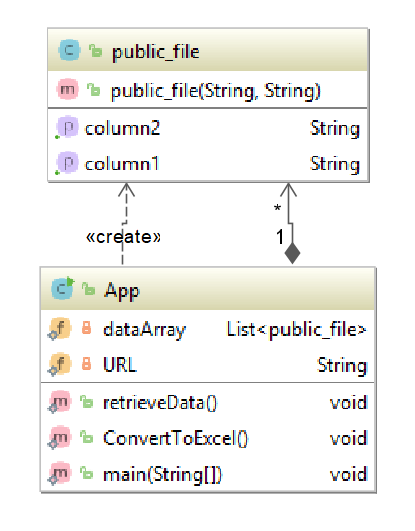 public_file
public_file(String, String)
column2 String
column1 String
«create»
*
1
App
dataArray List<public_file>
URL String
retrieveData() void
ConvertToExcel() void
main(String[]) void